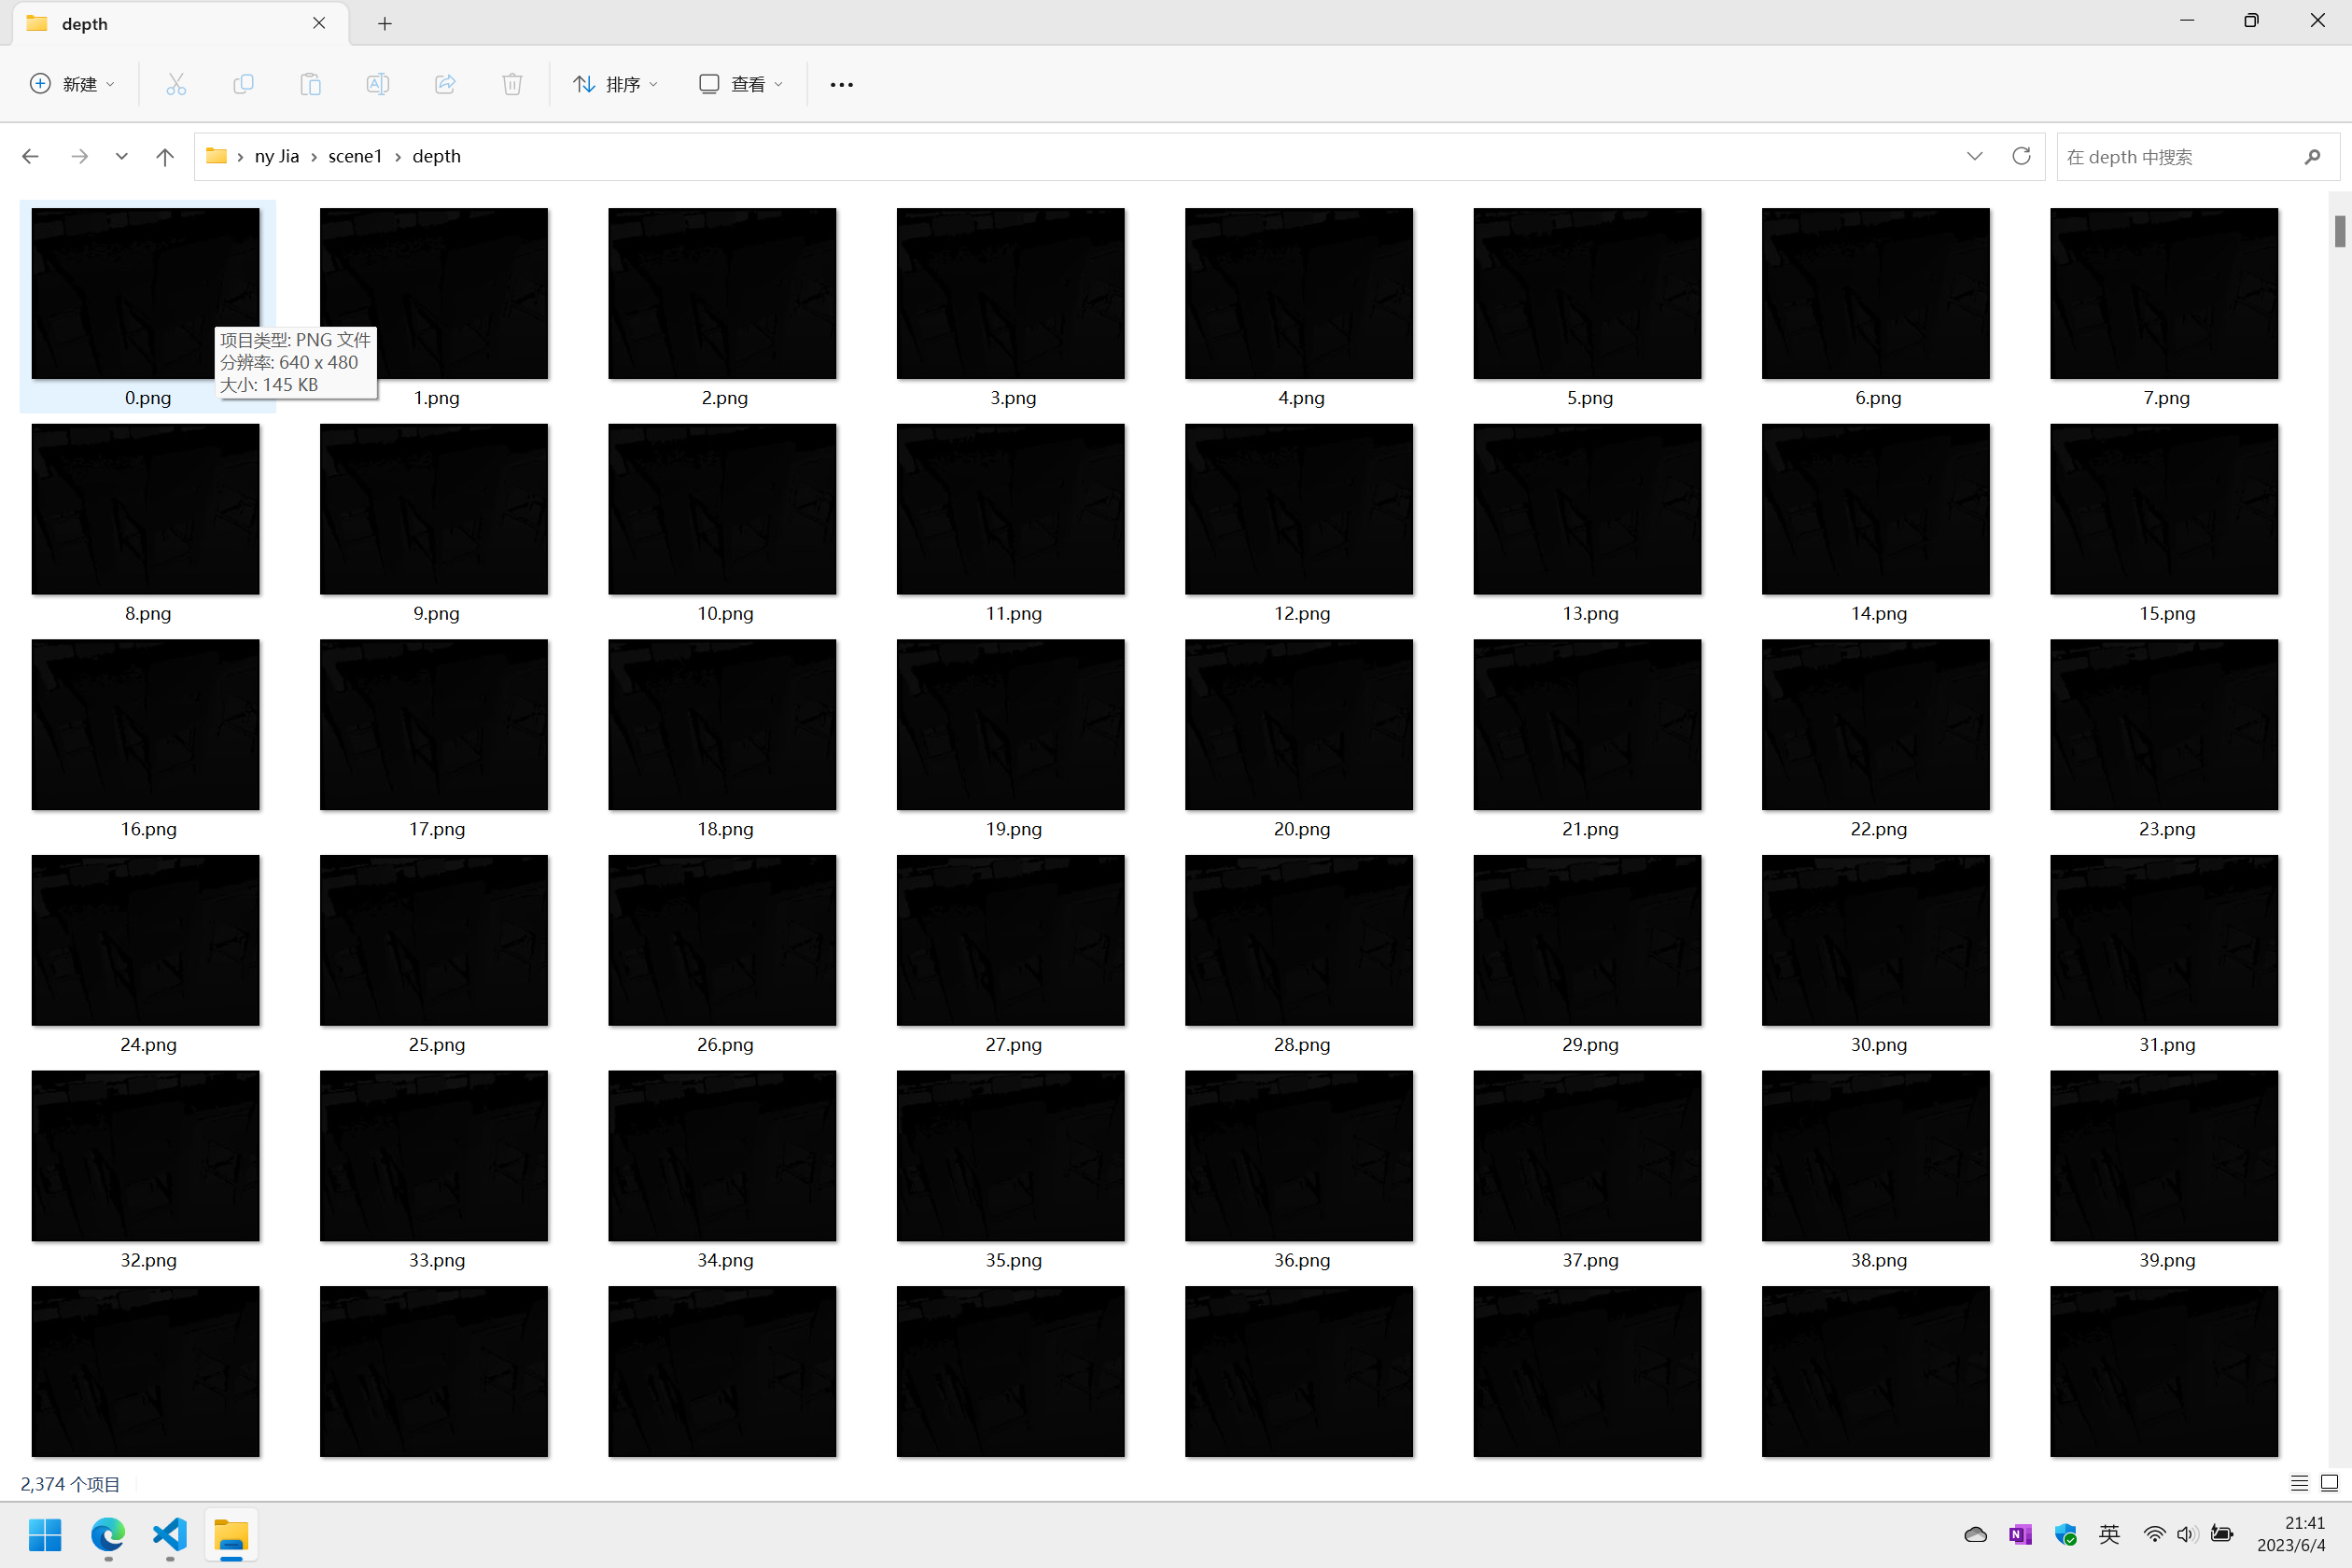 depth
新建
排序
查看
ny Jia
scene1
depth
在 depth 中搜索
项目类型: PNG 文件
分辨率: 640 x 480
大小: 145 KB
0.png
1.png
2.png
3.png
4.png
5.png
6.png
7.png
8.png
9.png
10.png
11.png
12.png
13.png
14.png
15.png
16.png
17.png
18.png
19.png
20.png
21.png
22.png
23.png
24.png
25.png
26.png
27.png
28.png
29.png
30.png
31.png
32.png
33.png
34.png
35.png
36.png
37.png
38.png
39.png
2,374 个项目
英
21:41
2023/6/4